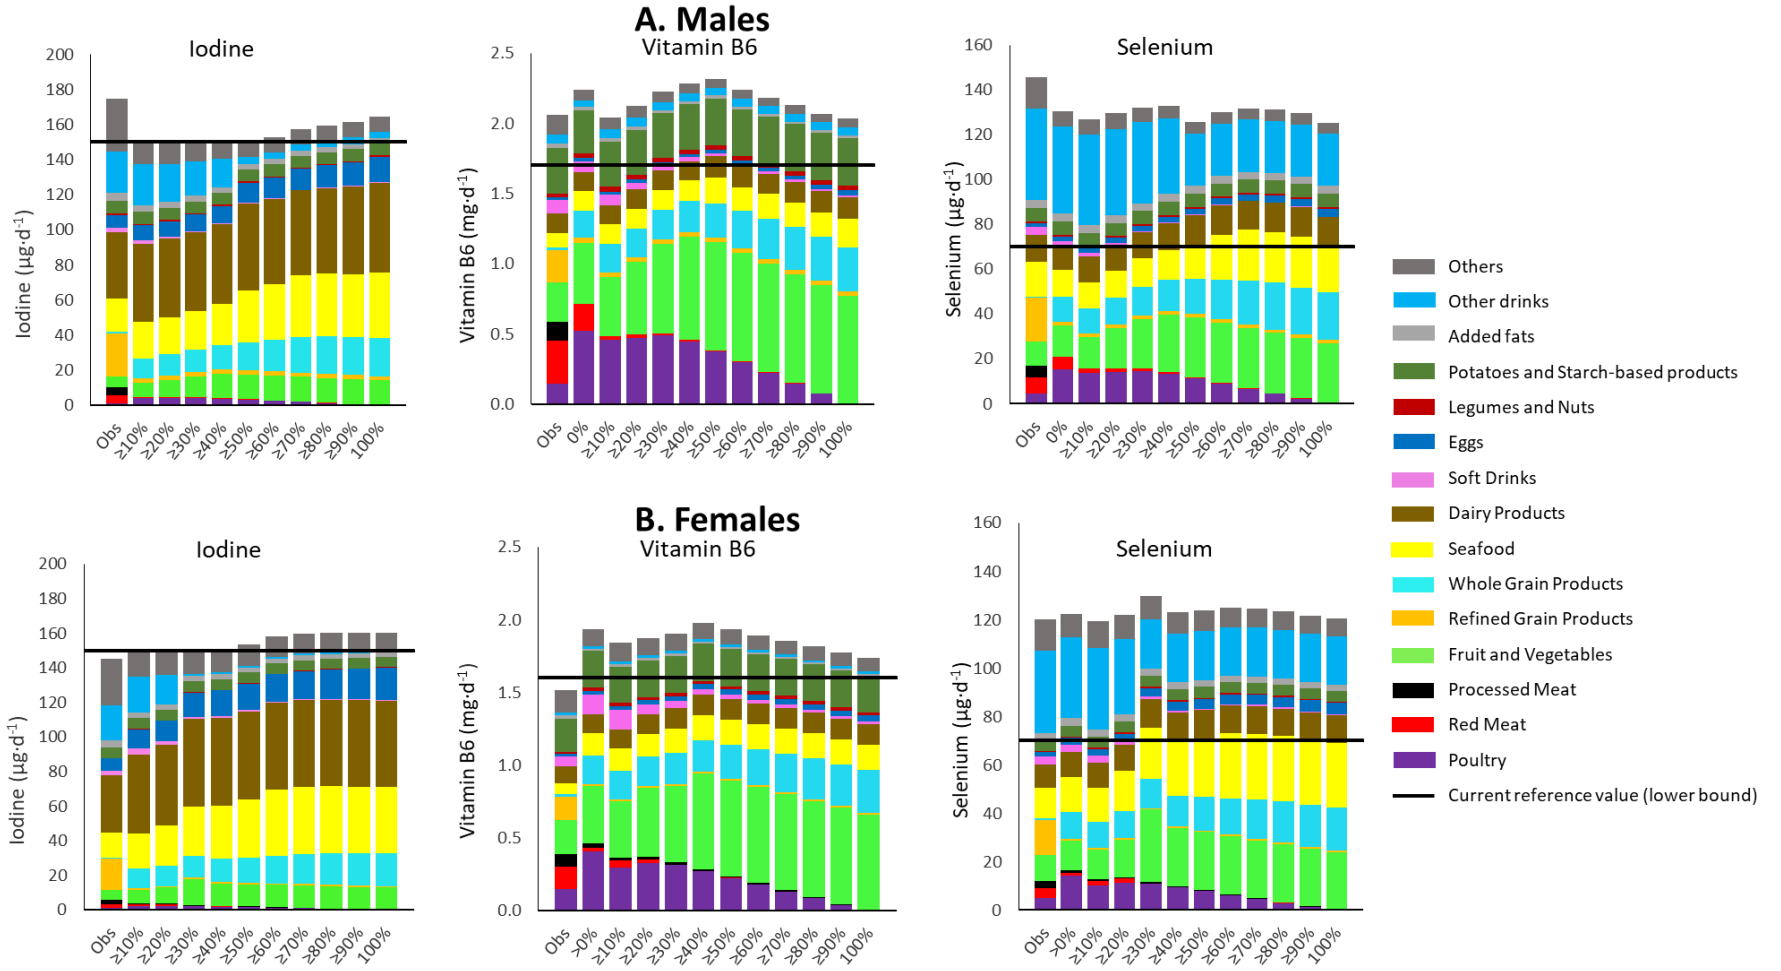 A. Males
Iodine
Vitamin B6
Selenium
Iodine (µg·d⁻¹)
200
180
160
140
120
100
80
60
40
20
0
Obs ≥10% ≥20% ≥30% ≥40% ≥50% ≥60% ≥70% ≥80% ≥90% 100%
Vitamin B6 (mg·d⁻¹)
2.5
2.0
1.5
1.0
0.5
0.0
Obs 0% ≥10% ≥20% ≥30% ≥40% ≥50% ≥60% ≥70% ≥80% ≥90% 100%
Selenium (µg·d⁻¹)
160
140
120
100
80
60
40
20
0
Obs 0% ≥10% ≥20% ≥30% ≥40% ≥50% ≥60% ≥70% ≥80% ≥90% 100%
B. Females
Iodine
Vitamin B6
Selenium
Iodine (µg·d⁻¹)
200
180
160
140
120
100
80
60
40
20
0
Obs ≥10% ≥20% ≥30% ≥40% ≥50% ≥60% ≥70% ≥80% ≥90% 100%
Vitamin B6 (mg·d⁻¹)
2.5
2.0
1.5
1.0
0.5
0.0
Obs >0% ≥10% ≥20% ≥30% ≥40% ≥50% ≥60% ≥70% ≥80% ≥90% 100%
Selenium (µg·d⁻¹)
160
140
120
100
80
60
40
20
0
Obs >0% ≥10% ≥20% ≥30% ≥40% ≥50% ≥60% ≥70% ≥80% ≥90% 100%
Others
Other drinks
Added fats
Potatoes and Starch-based products
Legumes and Nuts
Eggs
Soft Drinks
Dairy Products
Seafood
Whole Grain Products
Refined Grain Products
Fruit and Vegetables
Processed Meat
Red Meat
Poultry
Current reference value (lower bound)